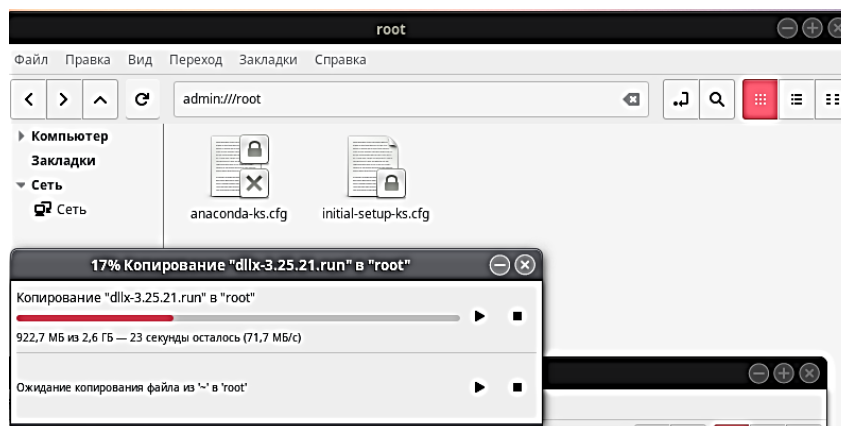 root
Файл Правка Вид Переход Закладки Справка
admin:///root
Компьютер
Закладки
Сеть
Сеть
anaconda-ks.cfg initial-setup-ks.cfg
17% Копирование "dllx-3.25.21.run" в "root"
Копирование "dllx-3.25.21.run" в "root"
922,7 МБ из 2,6 ГБ — 23 секунды осталось (71,7 МБ/с)
Ожидание копирования файла из '~' в 'root'